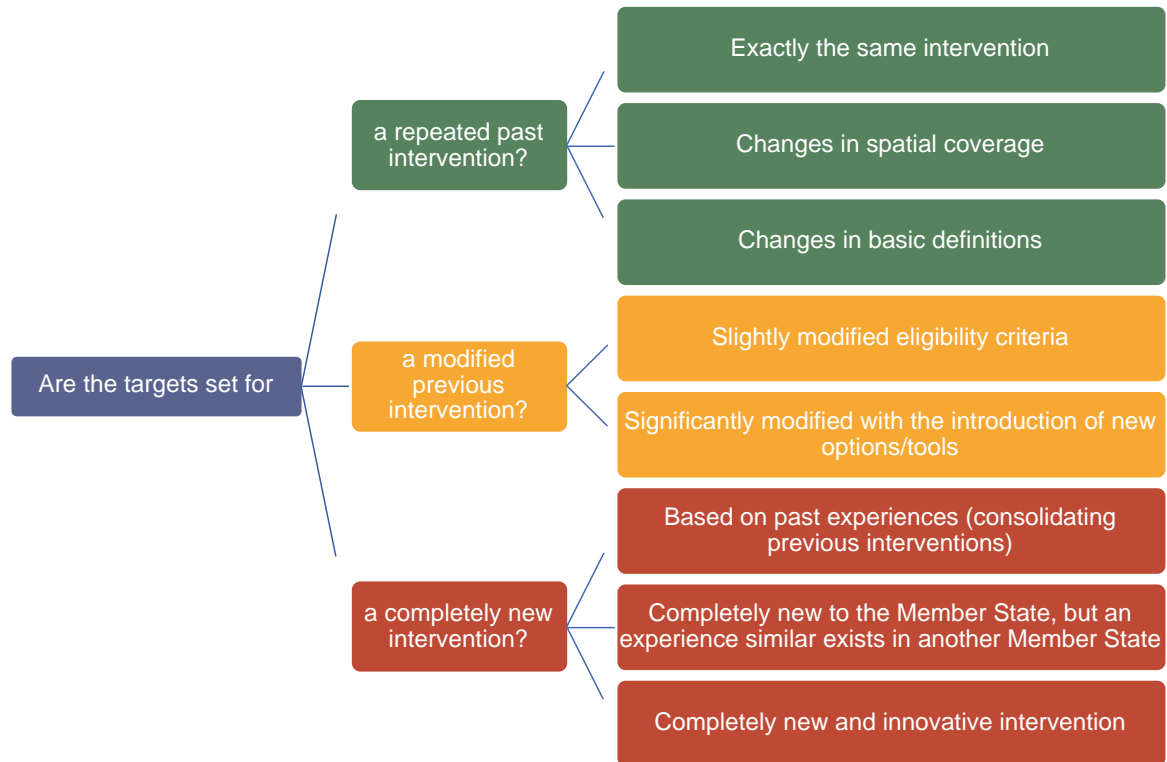 Are the targets set for
a repeated past
intervention?
Exactly the same intervention
Changes in spatial coverage
Changes in basic definitions
a modified
previous
intervention?
Slightly modified eligibility criteria
Significantly modified with the introduction of new
options/tools
a completely new
intervention?
Based on past experiences (consolidating
previous interventions)
Completely new to the Member State, but an
experience similar exists in another Member State
Completely new and innovative intervention